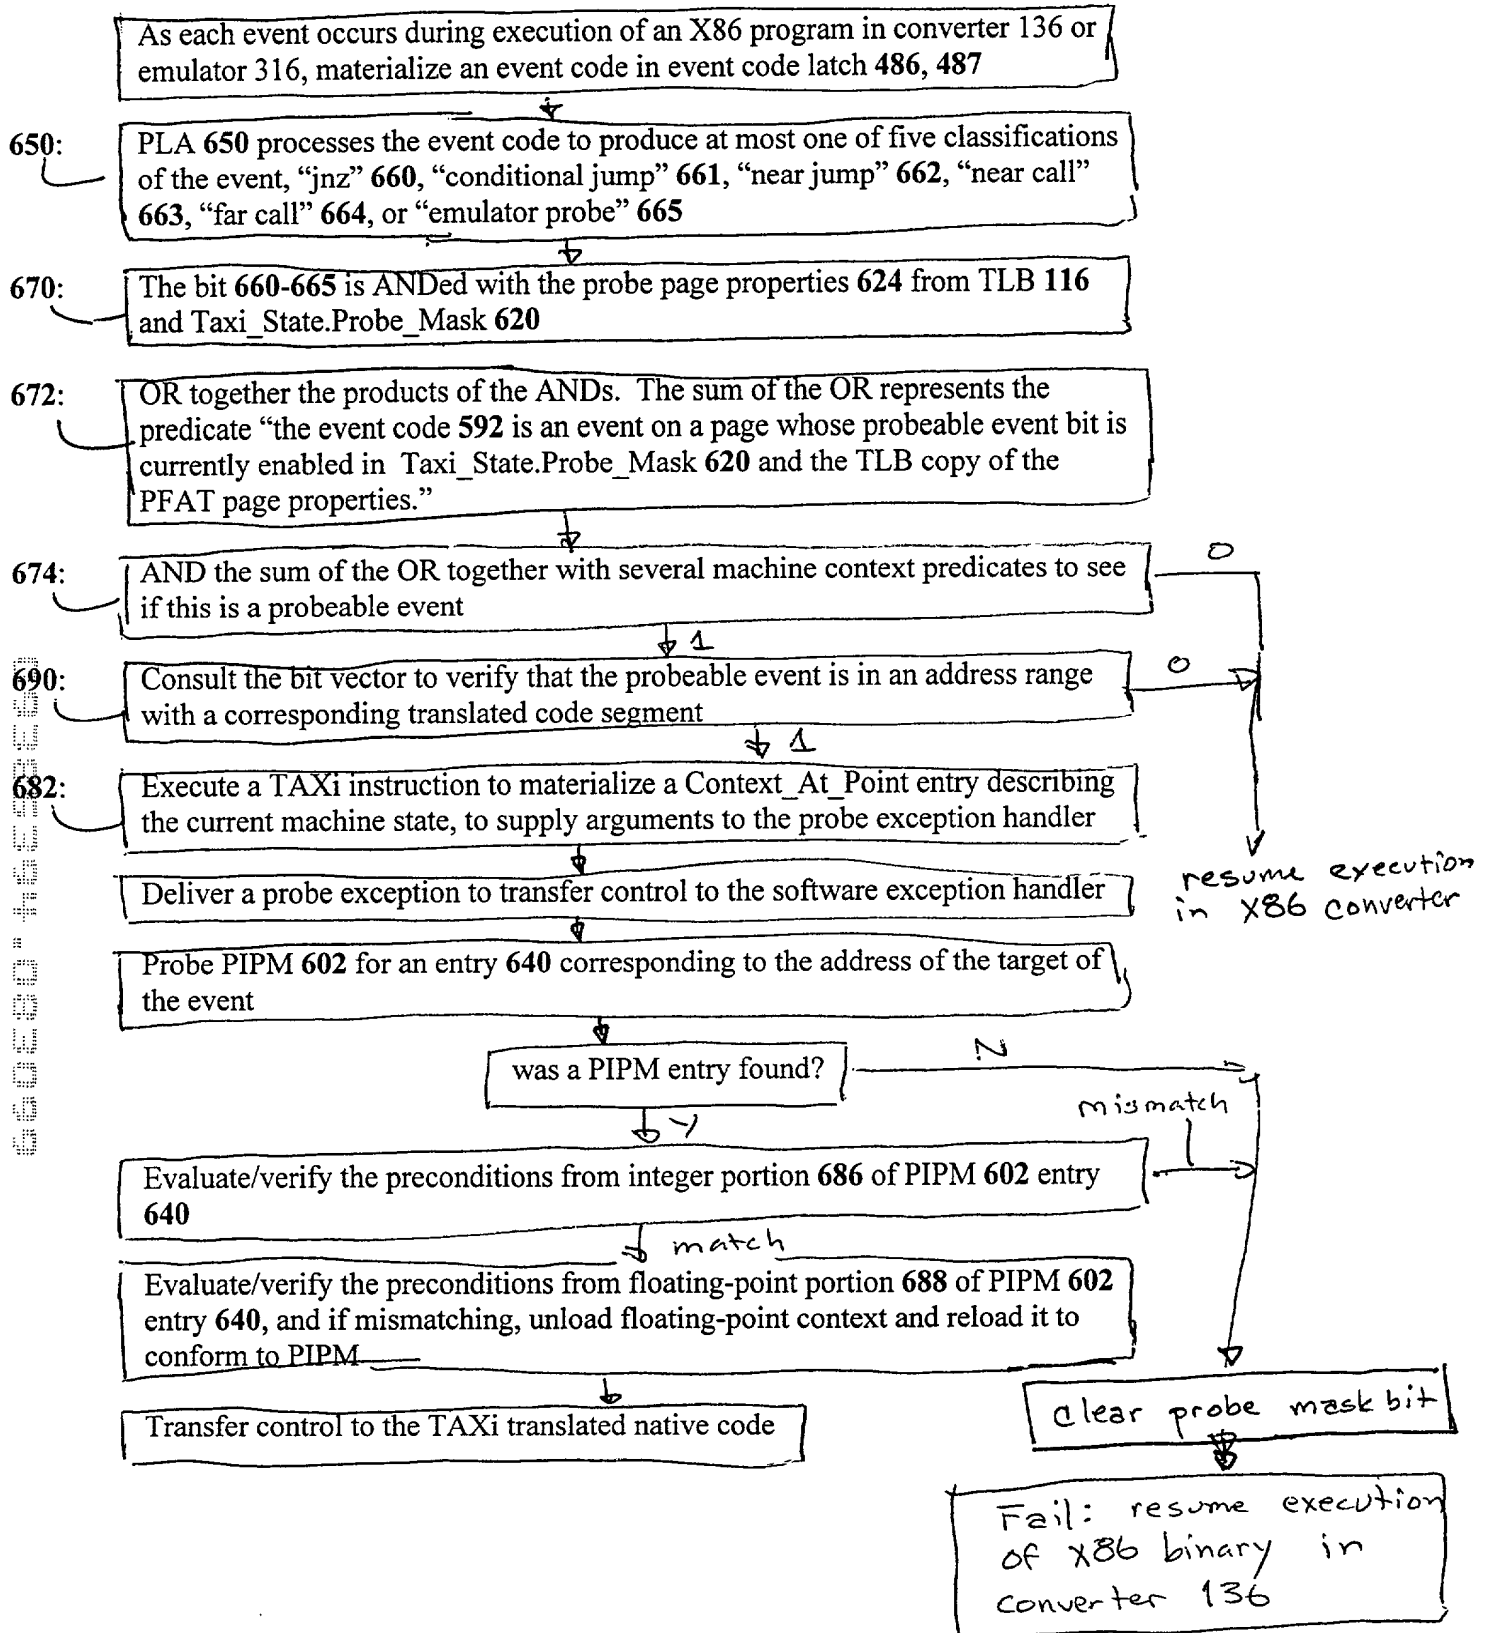 As each event occurs during execution of an X86 program in converter 136 or
emulator 316, materialize an event code in event code latch 486, 487
650:
PLA 650 processes the event code to produce at most one of five classifications
of the event, “jnz” 660, “conditional jump” 661, “near jump” 662, “near call”
663, “far call” 664, or “emulator probe” 665
670:
The bit 660-665 is ANDed with the probe page properties 624 from TLB 116
and Taxi_State.Probe_Mask 620
672:
OR together the products of the ANDs. The sum of the OR represents the
predicate “the event code 592 is an event on a page whose probeable event bit is
currently enabled in Taxi_State.Probe_Mask 620 and the TLB copy of the
PFAT page properties.”
674:
AND the sum of the OR together with several machine context predicates to see
if this is a probeable event
0
1
690:
Consult the bit vector to verify that the probeable event is in an address range
with a corresponding translated code segment
0
1
682:
Execute a TAXi instruction to materialize a Context_At_Point entry describing
the current machine state, to supply arguments to the probe exception handler
resume execution
in X86 converter
Deliver a probe exception to transfer control to the software exception handler
Probe PIPM 602 for an entry 640 corresponding to the address of the target of
the event
was a PIPM entry found?
N
Y
mismatch
Evaluate/verify the preconditions from integer portion 686 of PIPM 602 entry
640
match
Evaluate/verify the preconditions from floating-point portion 688 of PIPM 602
entry 640, and if mismatching, unload floating-point context and reload it to
conform to PIPM
Transfer control to the TAXi translated native code
clear probe mask bit
Fail: resume execution
of X86 binary in
converter 136